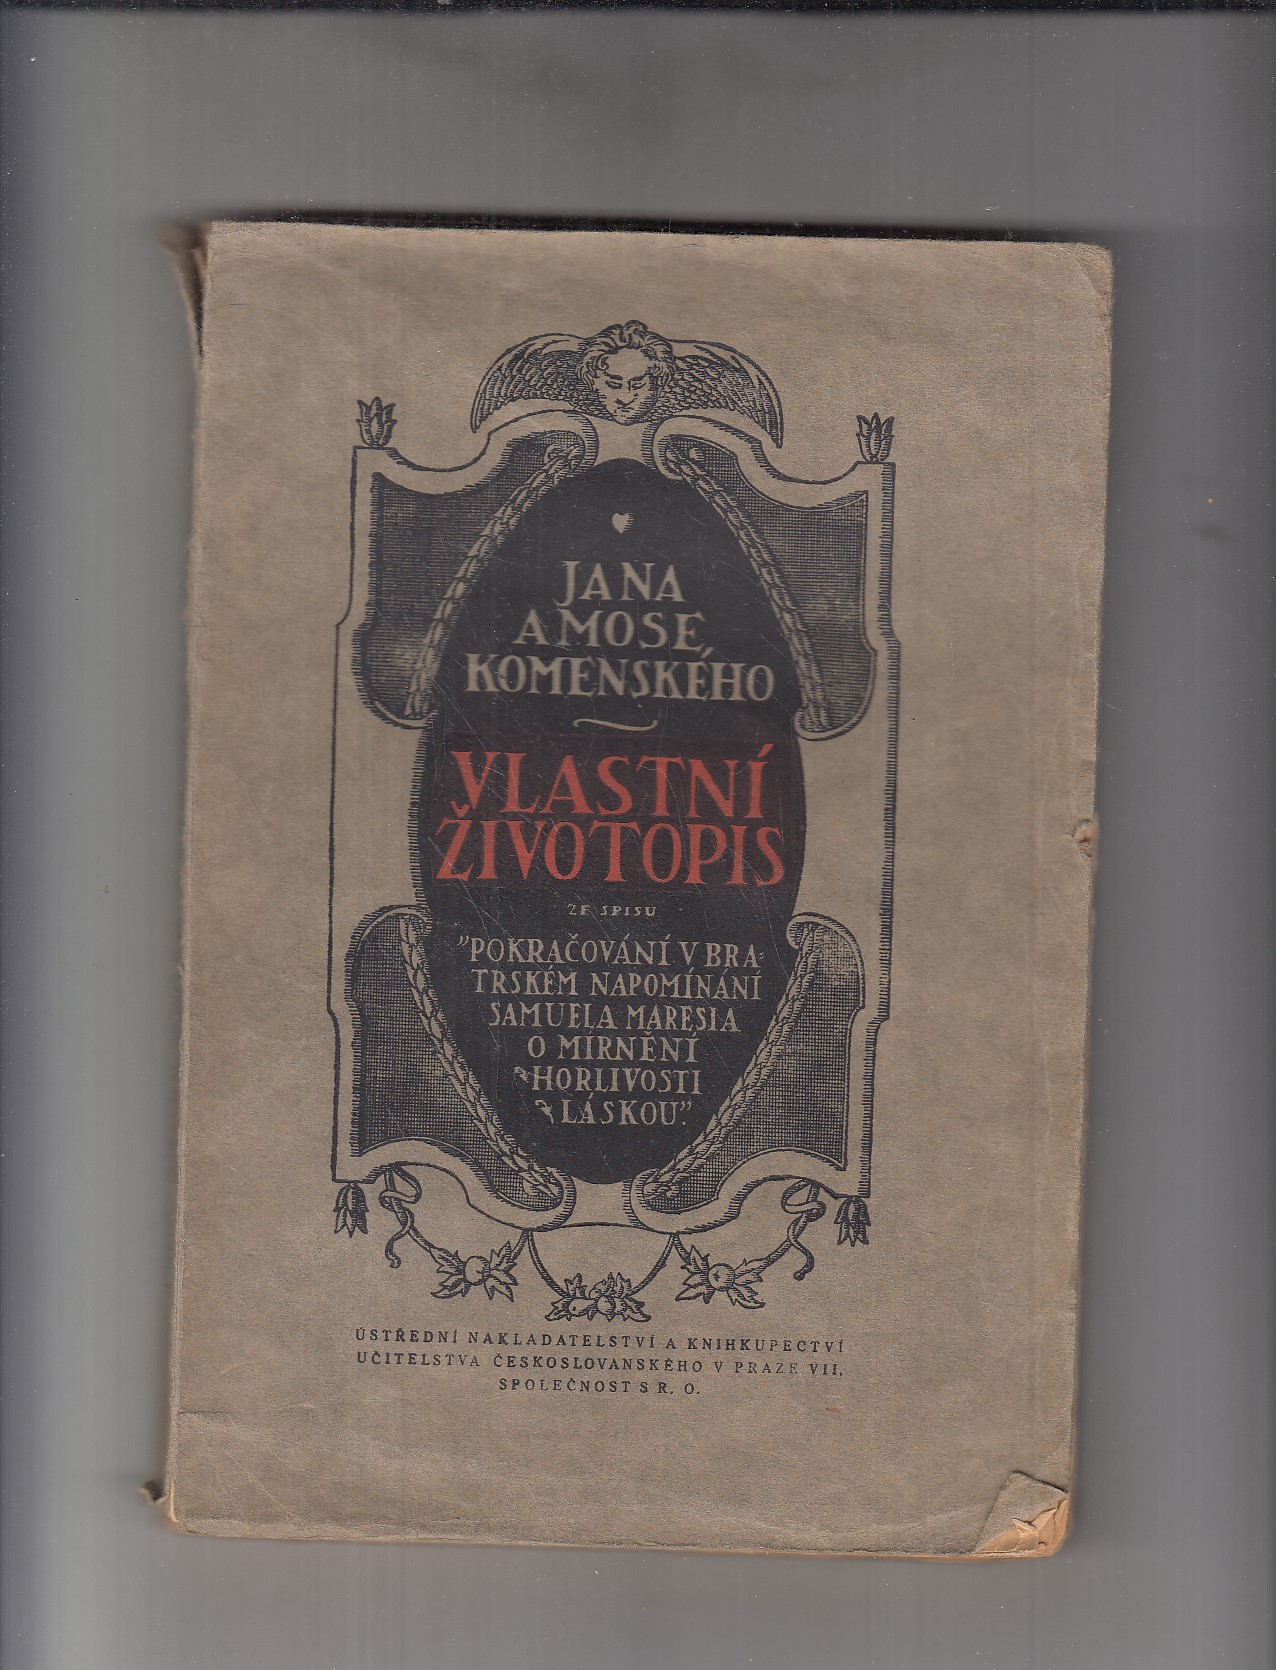 JANA
AMOSE
KOMENSKÉHO
VLASTNÍ
ŽIVOTOPIS
ZE SPISU
"POKRAČOVÁNÍ V BRA-
TRSKÉM NAPOMÍNÁNÍ
SAMUELA MARESIA
O MÍRNĚNÍ
HORLIVOSTI
LÁSKOU."
ÚSTŘEDNÍ NAKLADATELSTVÍ A KNIHKUPECTVÍ
UČITELSTVA ČESKOSLOVANSKÉHO V PRAZE VII,
SPOLEČNOST S R. O.